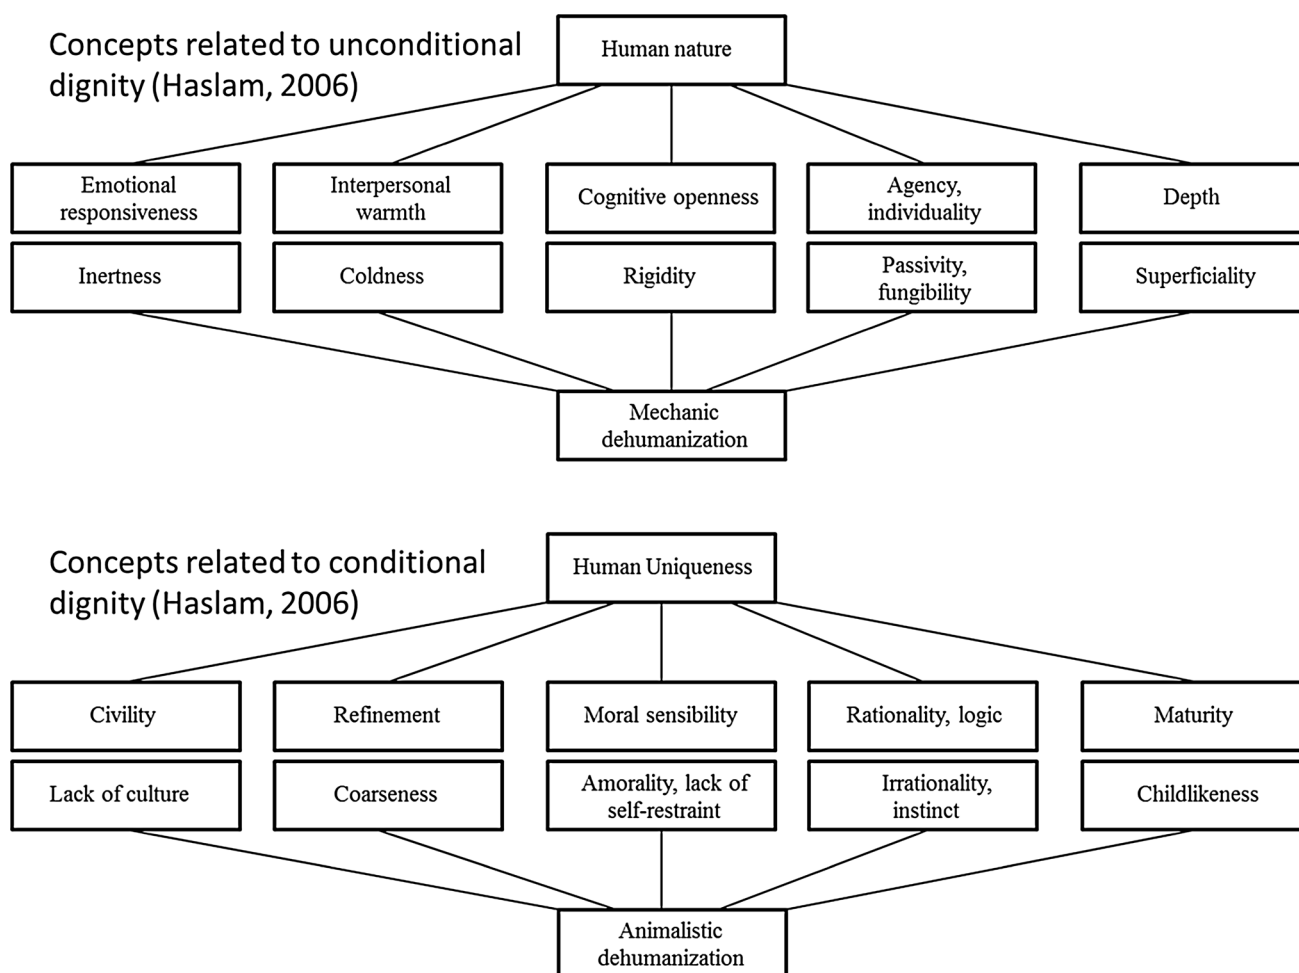 Concepts related to unconditional
dignity (Haslam, 2006)
Human nature
Emotional
responsiveness
Interpersonal
warmth
Cognitive openness
Agency,
individuality
Depth
Inertness
Coldness
Rigidity
Passivity,
fungibility
Superficiality
Mechanic
dehumanization
Concepts related to conditional
dignity (Haslam, 2006)
Human Uniqueness
Civility
Refinement
Moral sensibility
Rationality, logic
Maturity
Lack of culture
Coarseness
Amorality, lack of
self-restraint
Irrationality,
instinct
Childlikeness
Animalistic
dehumanization